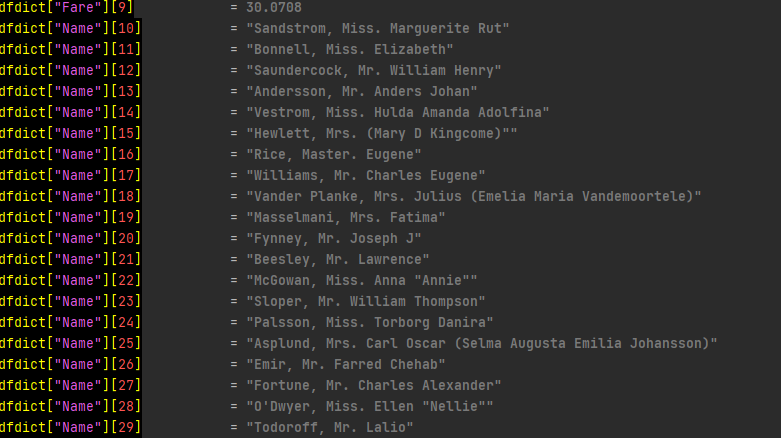 dfdict["Fare"][9] = 30.0708
dfdict["Name"][10] = "Sandstrom, Miss. Marguerite Rut"
dfdict["Name"][11] = "Bonnell, Miss. Elizabeth"
dfdict["Name"][12] = "Saundercock, Mr. William Henry"
dfdict["Name"][13] = "Andersson, Mr. Anders Johan"
dfdict["Name"][14] = "Vestrom, Miss. Hulda Amanda Adolfina"
dfdict["Name"][15] = "Hewlett, Mrs. (Mary D Kingcome)""
dfdict["Name"][16] = "Rice, Master. Eugene"
dfdict["Name"][17] = "Williams, Mr. Charles Eugene"
dfdict["Name"][18] = "Vander Planke, Mrs. Julius (Emelia Maria Vandemoortele)"
dfdict["Name"][19] = "Masselmani, Mrs. Fatima"
dfdict["Name"][20] = "Fynney, Mr. Joseph J"
dfdict["Name"][21] = "Beesley, Mr. Lawrence"
dfdict["Name"][22] = "McGowan, Miss. Anna "Annie""
dfdict["Name"][23] = "Sloper, Mr. William Thompson"
dfdict["Name"][24] = "Palsson, Miss. Torborg Danira"
dfdict["Name"][25] = "Asplund, Mrs. Carl Oscar (Selma Augusta Emilia Johansson)"
dfdict["Name"][26] = "Emir, Mr. Farred Chehab"
dfdict["Name"][27] = "Fortune, Mr. Charles Alexander"
dfdict["Name"][28] = "O'Dwyer, Miss. Ellen "Nellie""
dfdict["Name"][29] = "Todoroff, Mr. Lalio"